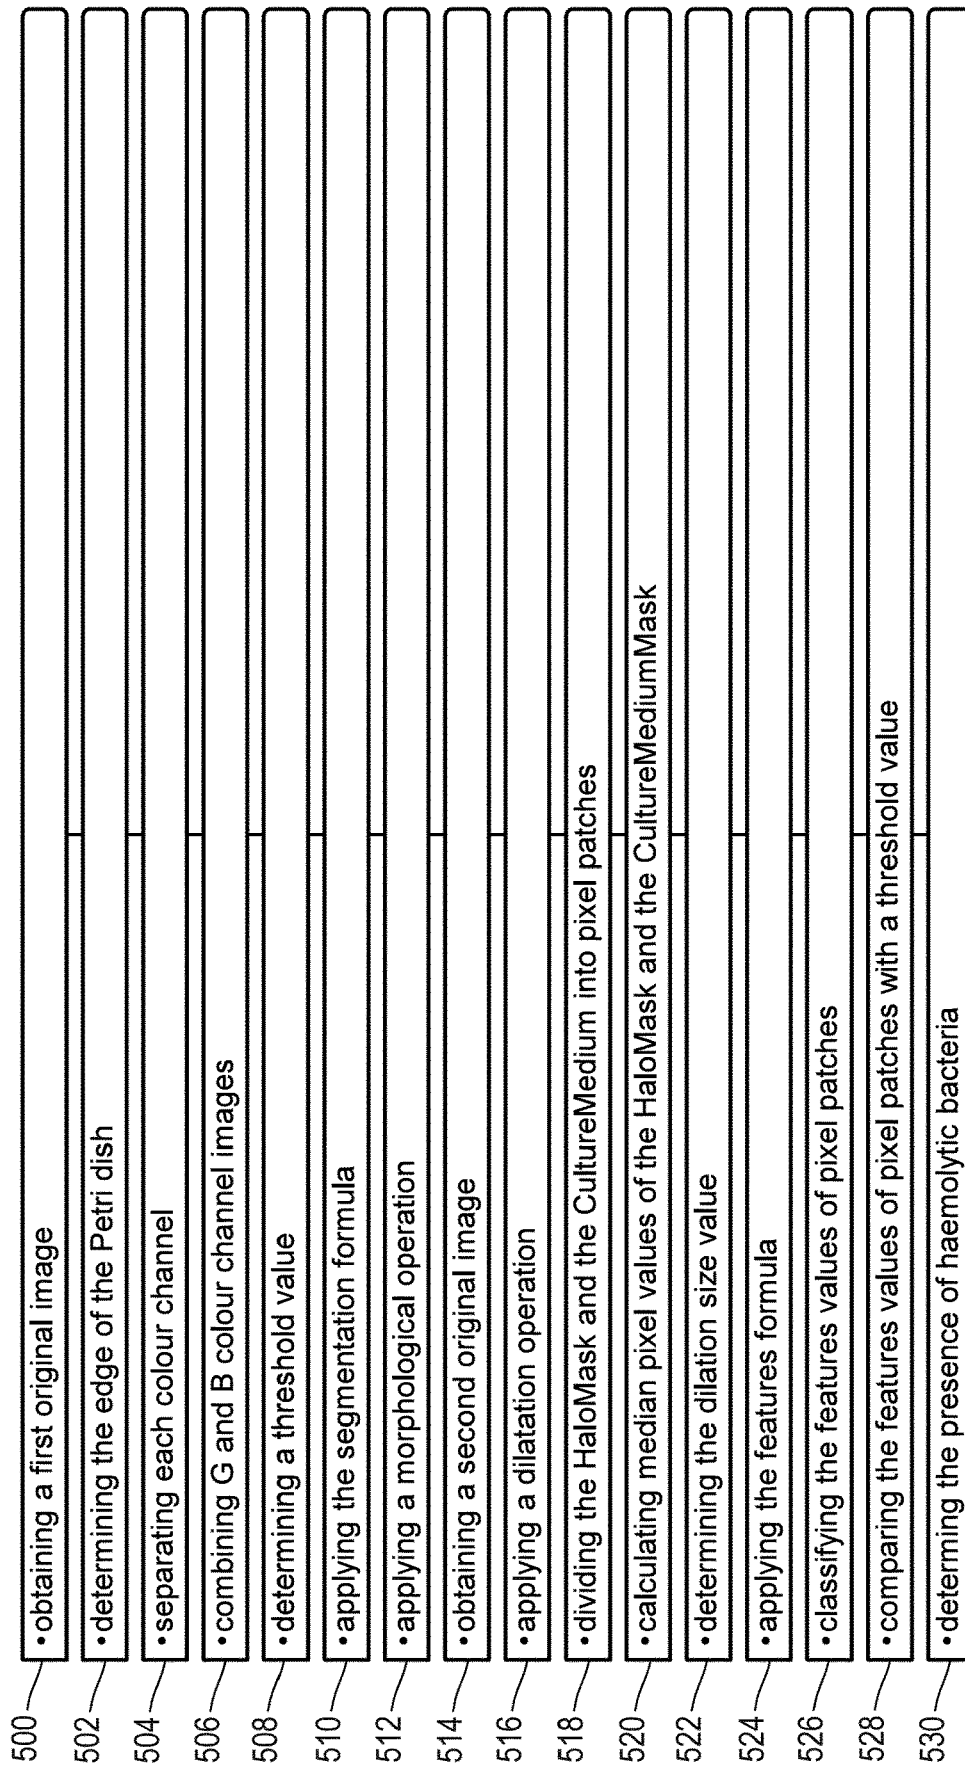 500 •obtaining a first original image
502 •determining the edge of the Petri dish
504 •separating each colour channel
506 •combining G and B colour channel images
508 •determining a threshold value
510 •applying the segmentation formula
512 •applying a morphological operation
514 •obtaining a second original image
516 •applying a dilatation operation
518 •dividing the HaloMask and the CultureMedium into pixel patches
520 •calculating median pixel values of the HaloMask and the CultureMediumMask
522 •determining the dilation size value
524 •applying the features formula
526 •classifying the features values of pixel patches
528 •comparing the features values of pixel patches with a threshold value
530 •determing the presence of haemolytic bacteria